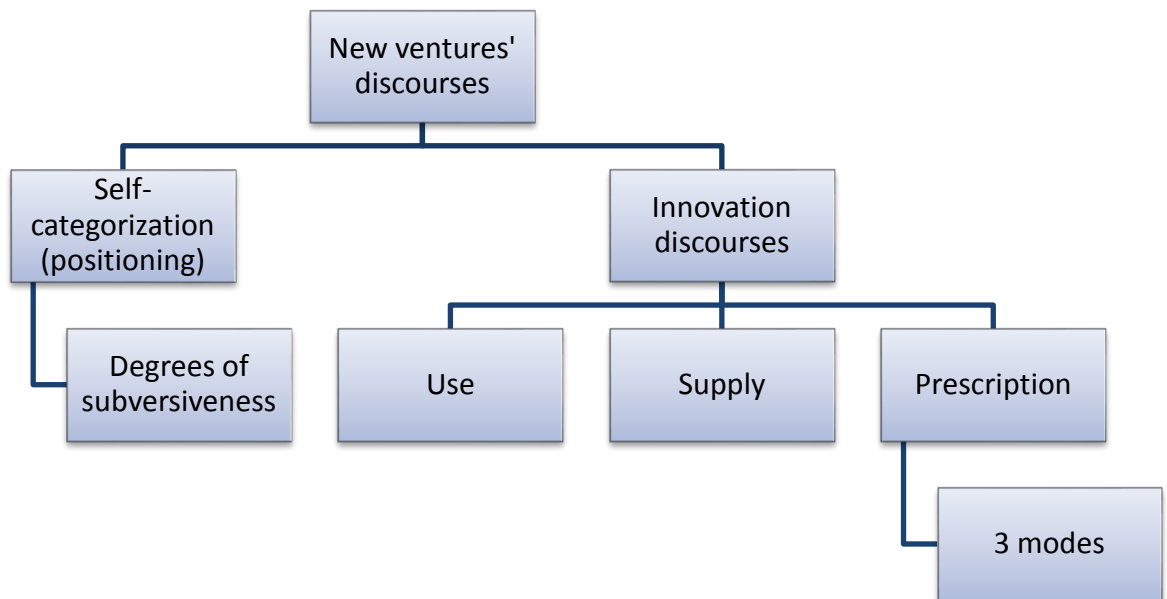 New ventures'
discourses
Self-
categorization
(positioning)
Innovation
discourses
Degrees of
subversiveness
Use
Supply
Prescription
3 modes